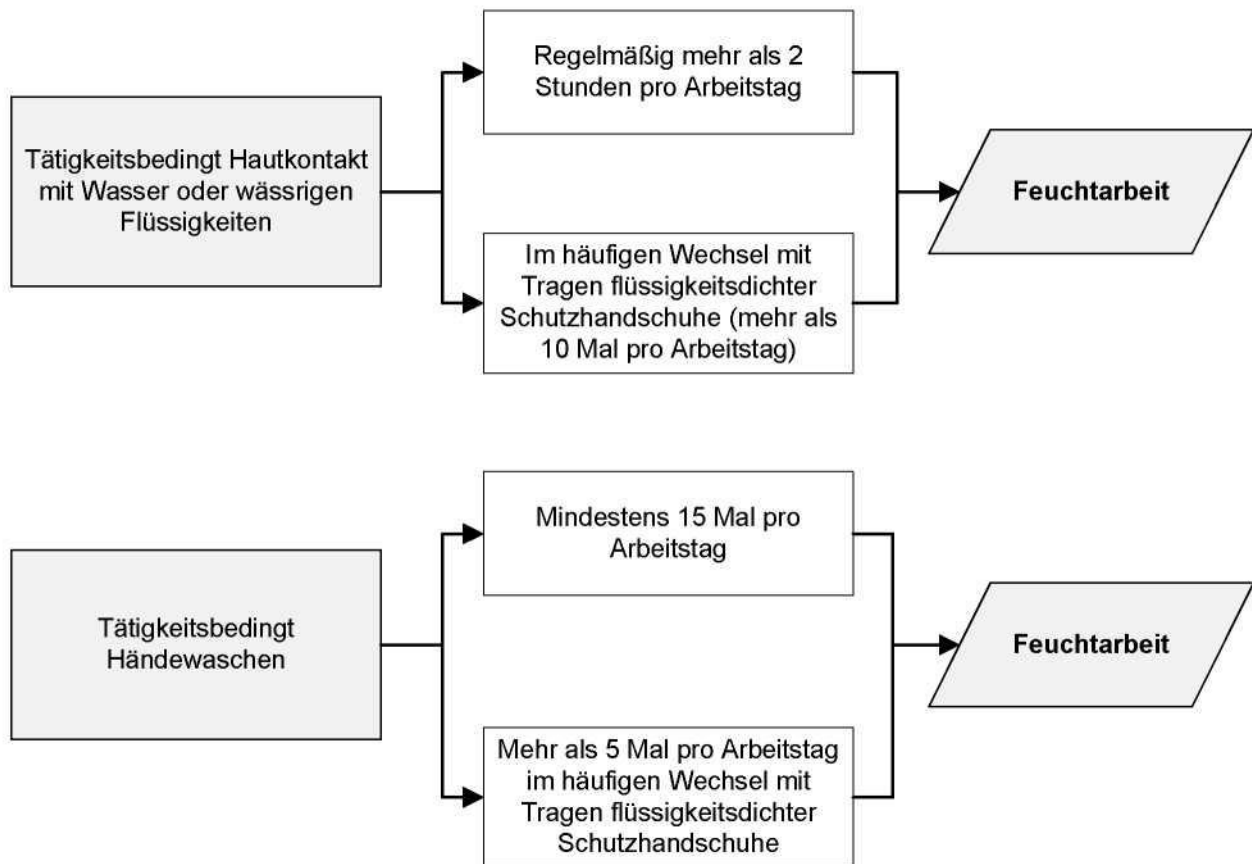 Regelmäßig mehr als 2
Stunden pro Arbeitstag
Tätigkeitsbedingt Hautkontakt
mit Wasser oder wässrigen
Flüssigkeiten
Feuchtarbeit
Im häufigen Wechsel mit
Tragen flüssigkeitsdichter
Schutzhandschuhe (mehr als
10 Mal pro Arbeitstag)
Mindestens 15 Mal pro
Arbeitstag
Tätigkeitsbedingt
Händewaschen
Feuchtarbeit
Mehr als 5 Mal pro Arbeitstag
im häufigen Wechsel mit
Tragen flüssigkeitsdichter
Schutzhandschuhe